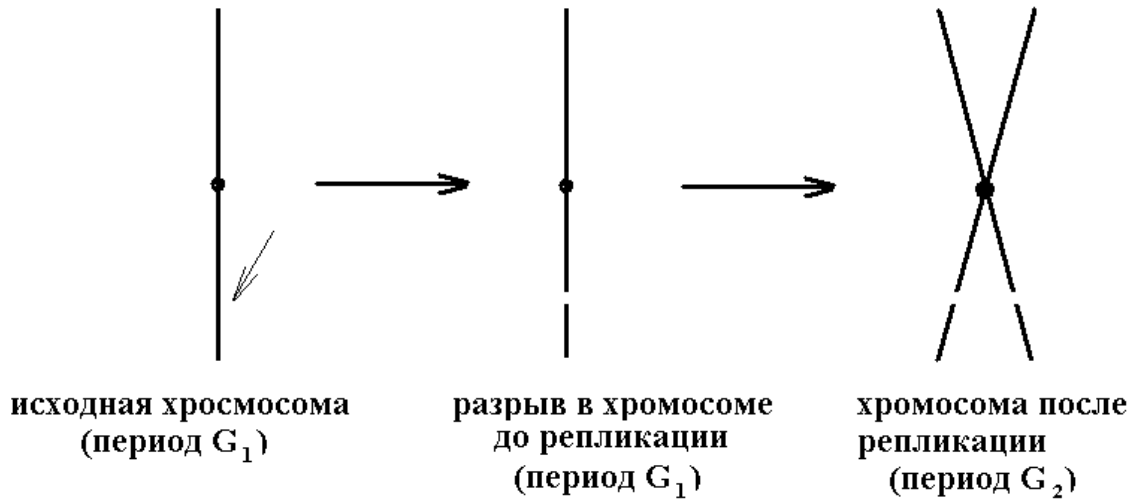 исходная хросмосома
(период G₁)
разрыв в хромосоме
до репликации
(период G₁)
хромосома после
репликации
(период G₂)